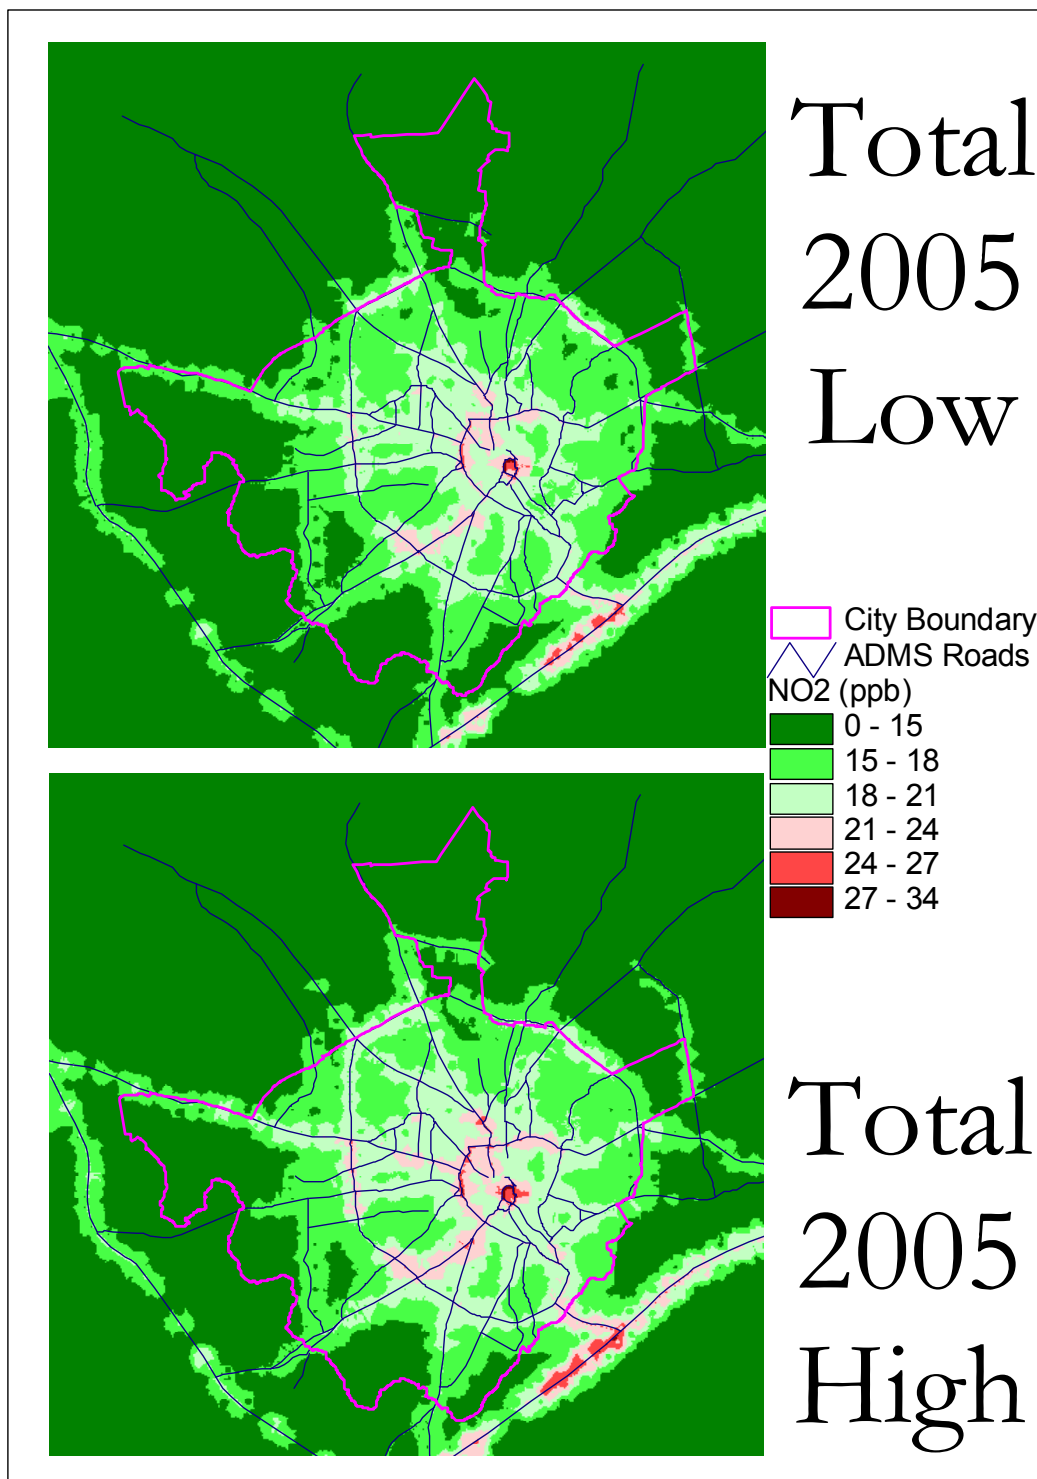 Total
2005
Low
City Boundary
ADMS Roads
NO2 (ppb)
0 - 15
15 - 18
18 - 21
21 - 24
24 - 27
27 - 34
Total
2005
High